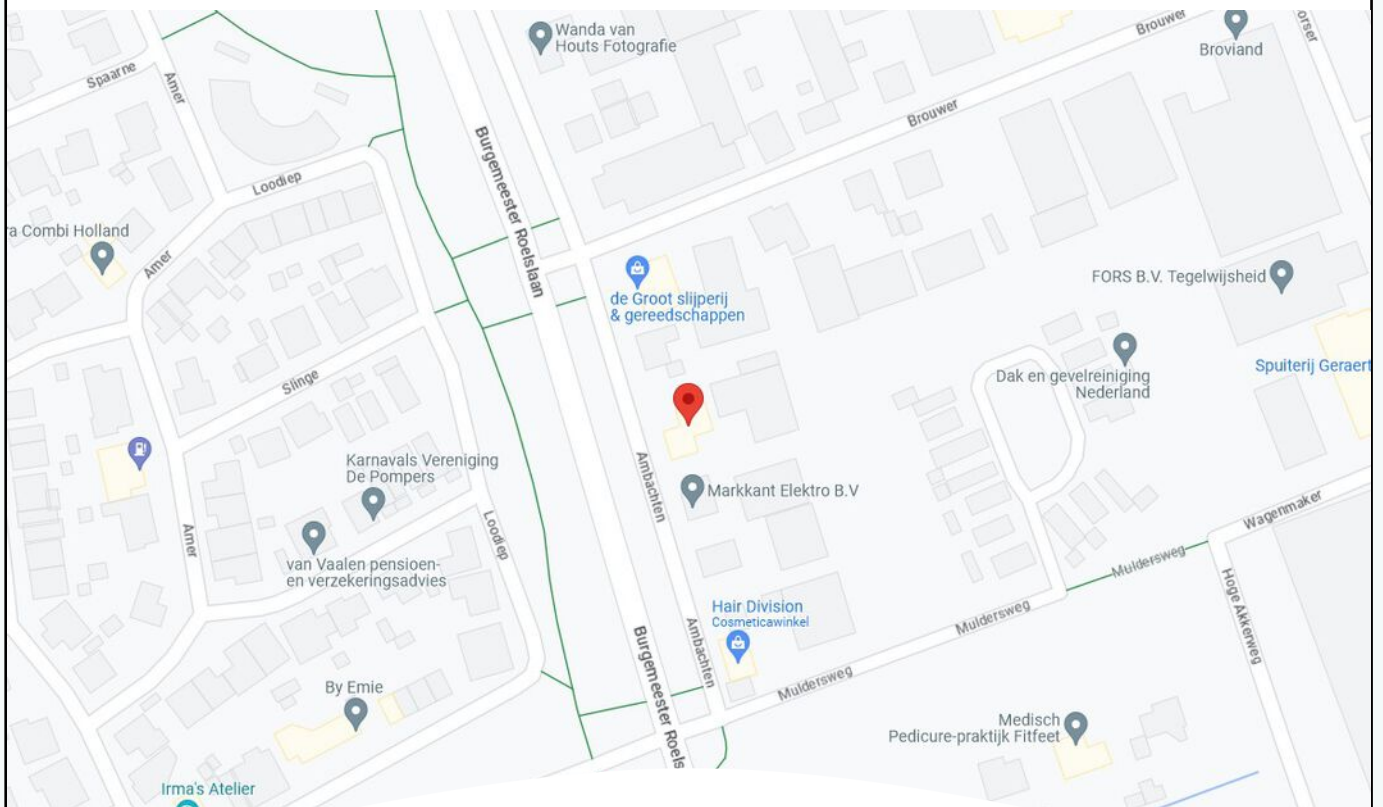 Wanda van
Houts Fotografie
Brouwer
orser
Broviand
Spaarne
Amer
Brouwer
Burgemeester Roelslaan
Loodiep
ra Combi Holland
Amer
de Groot slijperij
& gereedschappen
FORS B.V. Tegelwijsheid
Slinge
Dak en gevelreiniging
Nederland
Spuiterij Geraert
Karnavals Vereniging
De Pompers
Ambachten
Markkant Elektro B.V
Amer
Loodiep
Wagenmaker
van Vaalen pensioen-
en verzekeringsadvies
Muldersweg
Hoge Akkerweg
Hair Division
Cosmeticawinkel
Muldersweg
Ambachten
Burgemeester Roels
Muldersweg
By Emie
Medisch
Pedicure-praktijk Fitfeet
Irma's Atelier